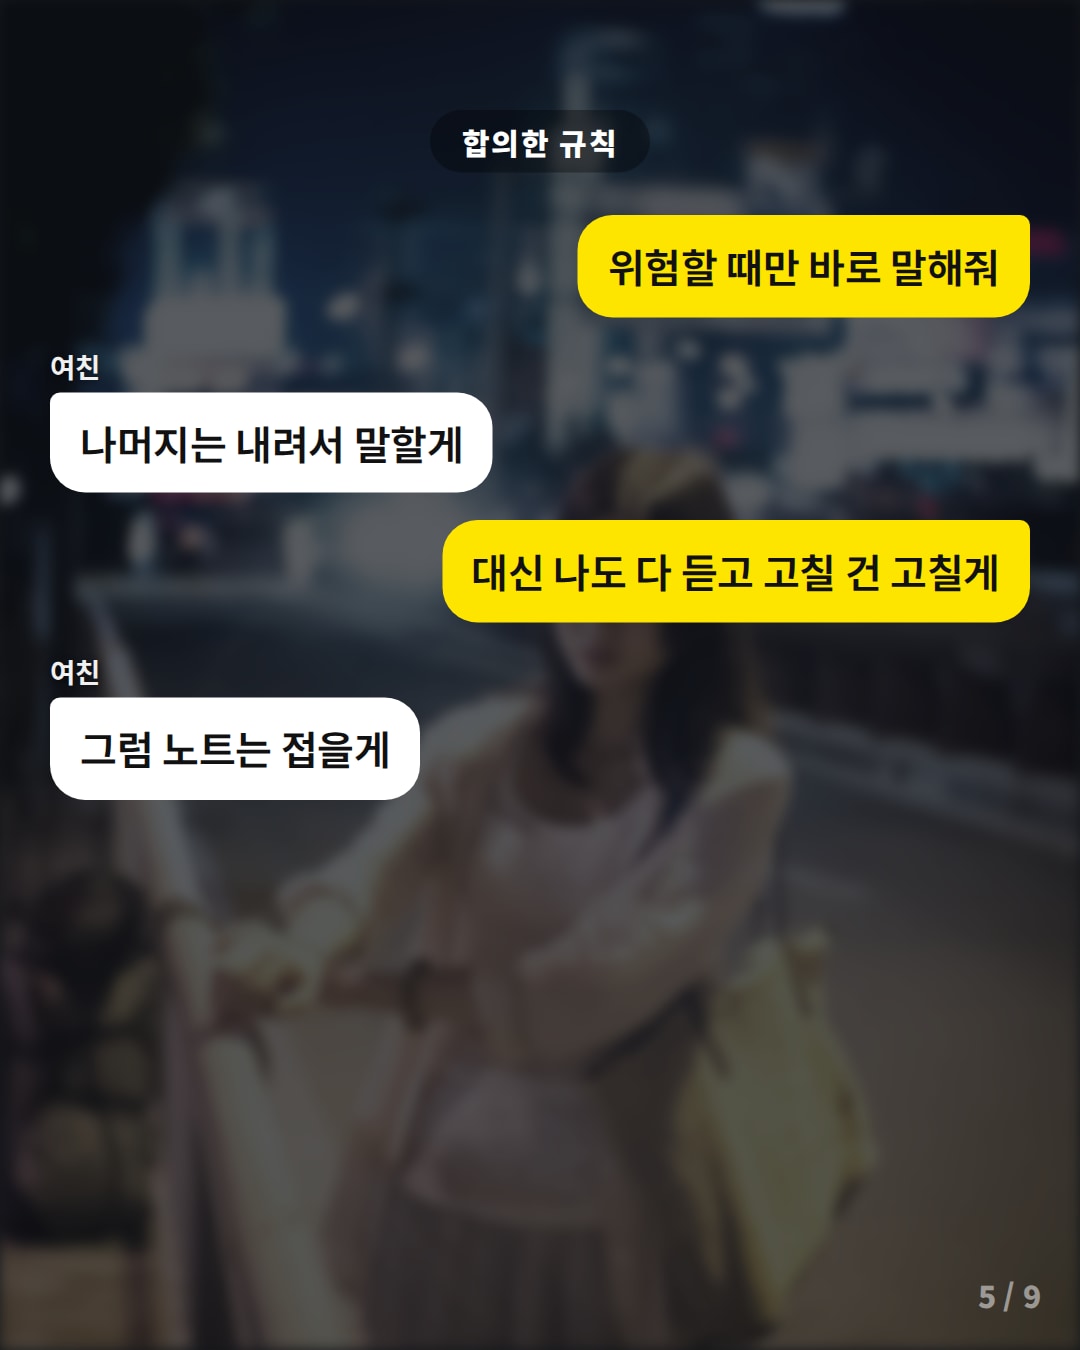 합의한 규칙
위험할 때만 바로 말해줘
여친
나머지는 내려서 말할게
대신 나도 다 듣고 고칠 건 고칠게
여친
그럼 노트는 접을게
5 / 9